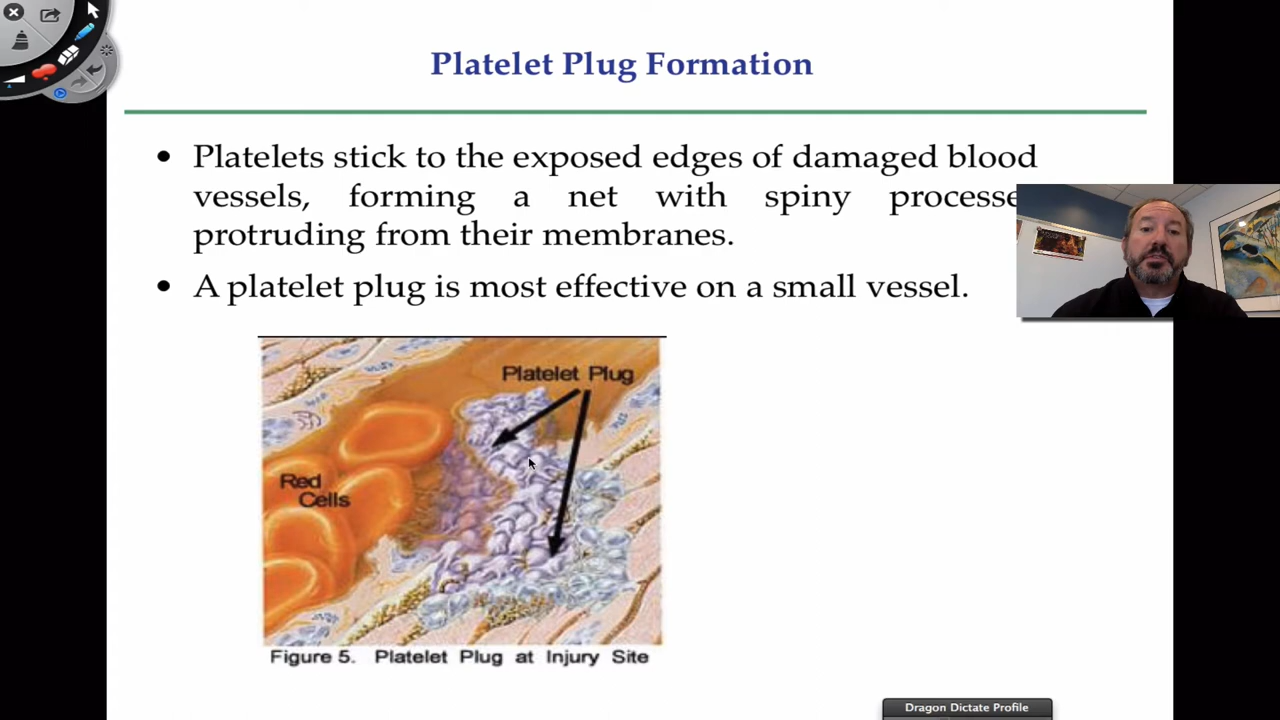 Platelet Plug Formation
• Platelets stick to the exposed edges of damaged blood
vessels, forming a net with spiny processe
protruding from their membranes.
• A platelet plug is most effective on a small vessel.
Platelet Plug
Red
Cells
Figure 5. Platelet Plug at Injury Site
Dragon Dictate Profile